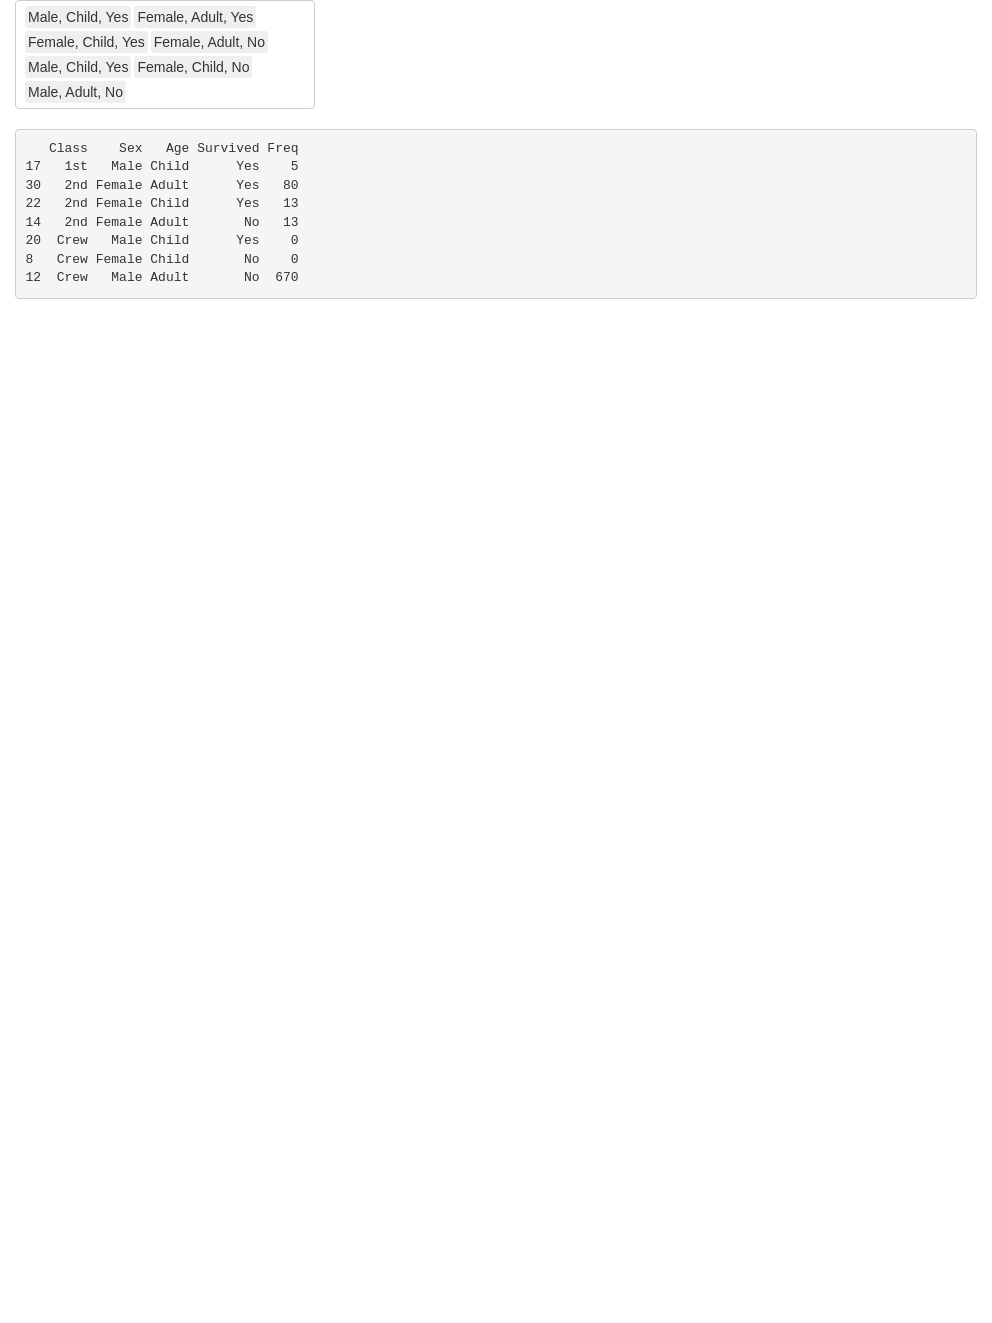 Male, Child, Yes Female, Adult, Yes
Female, Child, Yes Female, Adult, No
Male, Child, Yes Female, Child, No
Male, Adult, No
   Class    Sex   Age Survived Freq
17   1st   Male Child      Yes    5
30   2nd Female Adult      Yes   80
22   2nd Female Child      Yes   13
14   2nd Female Adult       No   13
20  Crew   Male Child      Yes    0
8   Crew Female Child       No    0
12  Crew   Male Adult       No  670